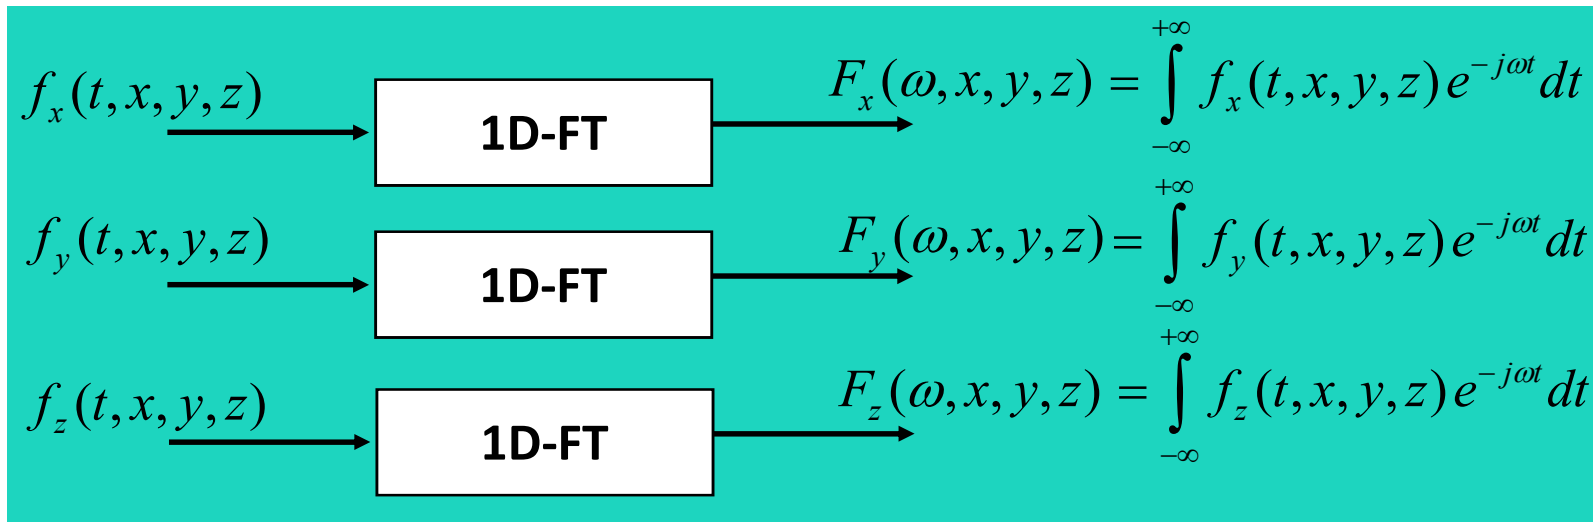 f_x(t,x,y,z) 1D-FT F_x(ω,x,y,z) = ∫_{-∞}^{+∞} f_x(t,x,y,z) e^{-jωt} dt
f_y(t,x,y,z) 1D-FT F_y(ω,x,y,z) = ∫_{-∞}^{+∞} f_y(t,x,y,z) e^{-jωt} dt
f_z(t,x,y,z) 1D-FT F_z(ω,x,y,z) = ∫_{-∞}^{+∞} f_z(t,x,y,z) e^{-jωt} dt